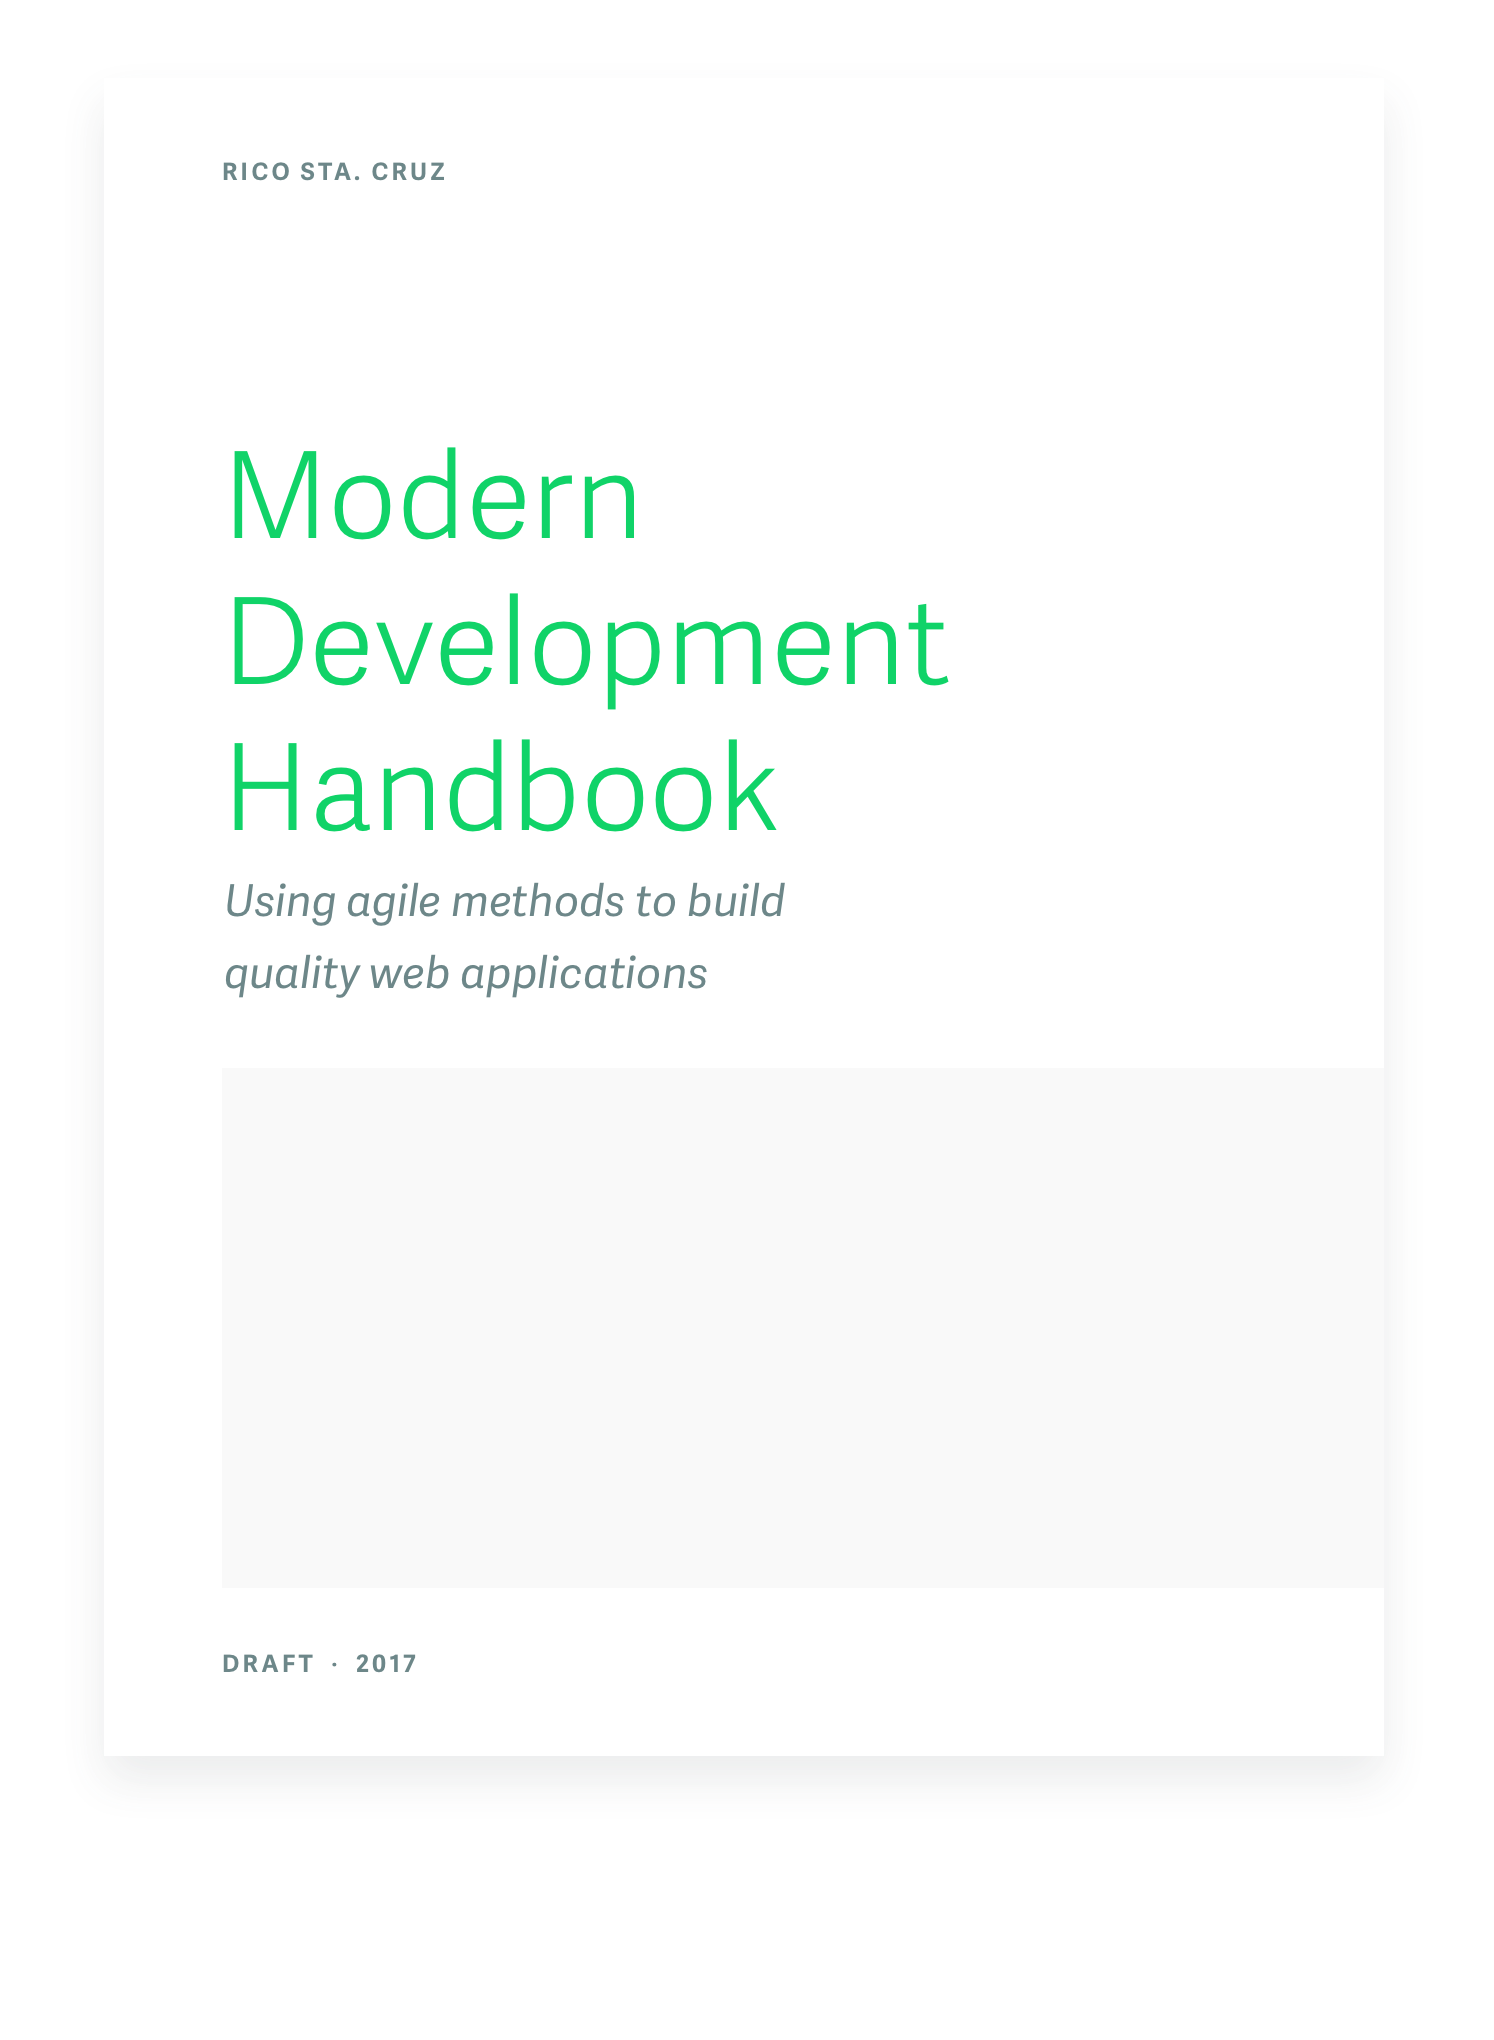 RICO STA. CRUZ
Modern
Development
Handbook
Using agile methods to build
quality web applications
DRAFT · 2017